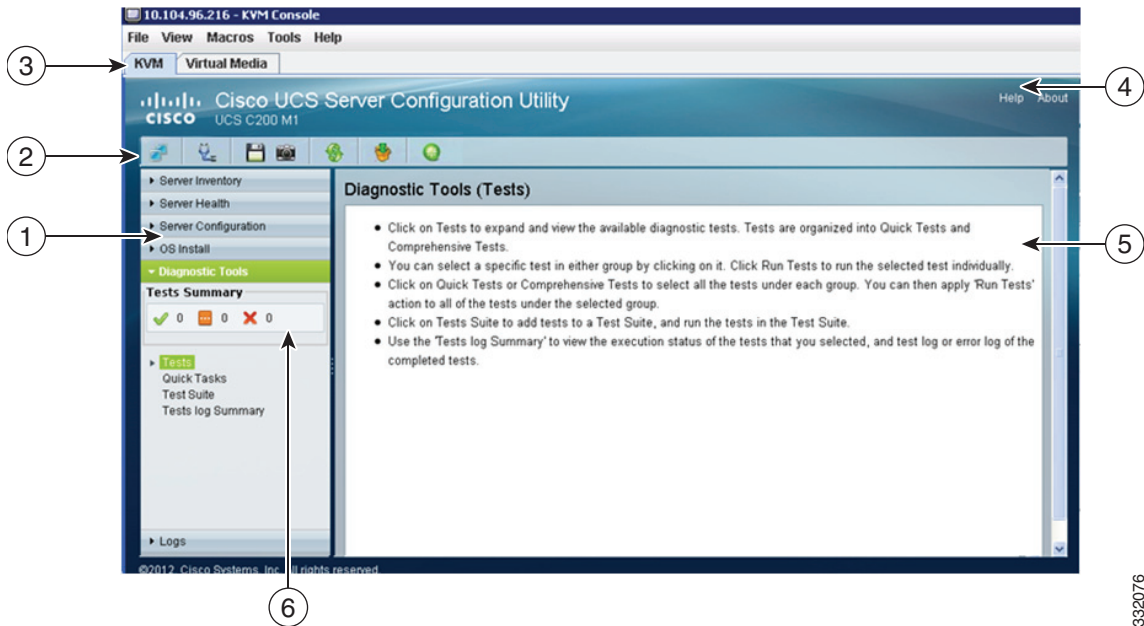 10.104.96.216 - KVM Console
File View Macros Tools Help
KVM Virtual Media
3
4
CISCO
Cisco UCS Server Configuration Utility
UCS C200 M1
Help About
2
Server Inventory
Server Health
Server Configuration
OS Install
Diagnostic Tools
1
Tests Summary
0 0 0
Tests
Quick Tasks
Test Suite
Tests log Summary
Logs
Diagnostic Tools (Tests)
• Click on Tests to expand and view the available diagnostic tests. Tests are organized into Quick Tests and
Comprehensive Tests.
• You can select a specific test in either group by clicking on it. Click Run Tests to run the selected test individually.
• Click on Quick Tests or Comprehensive Tests to select all the tests under each group. You can then apply 'Run Tests'
action to all of the tests under the selected group.
• Click on Tests Suite to add tests to a Test Suite, and run the tests in the Test Suite.
• Use the 'Tests log Summary' to view the execution status of the tests that you selected, and test log or error log of the
completed tests.
5
©2012, Cisco Systems, Inc. All rights reserved.
6
332076